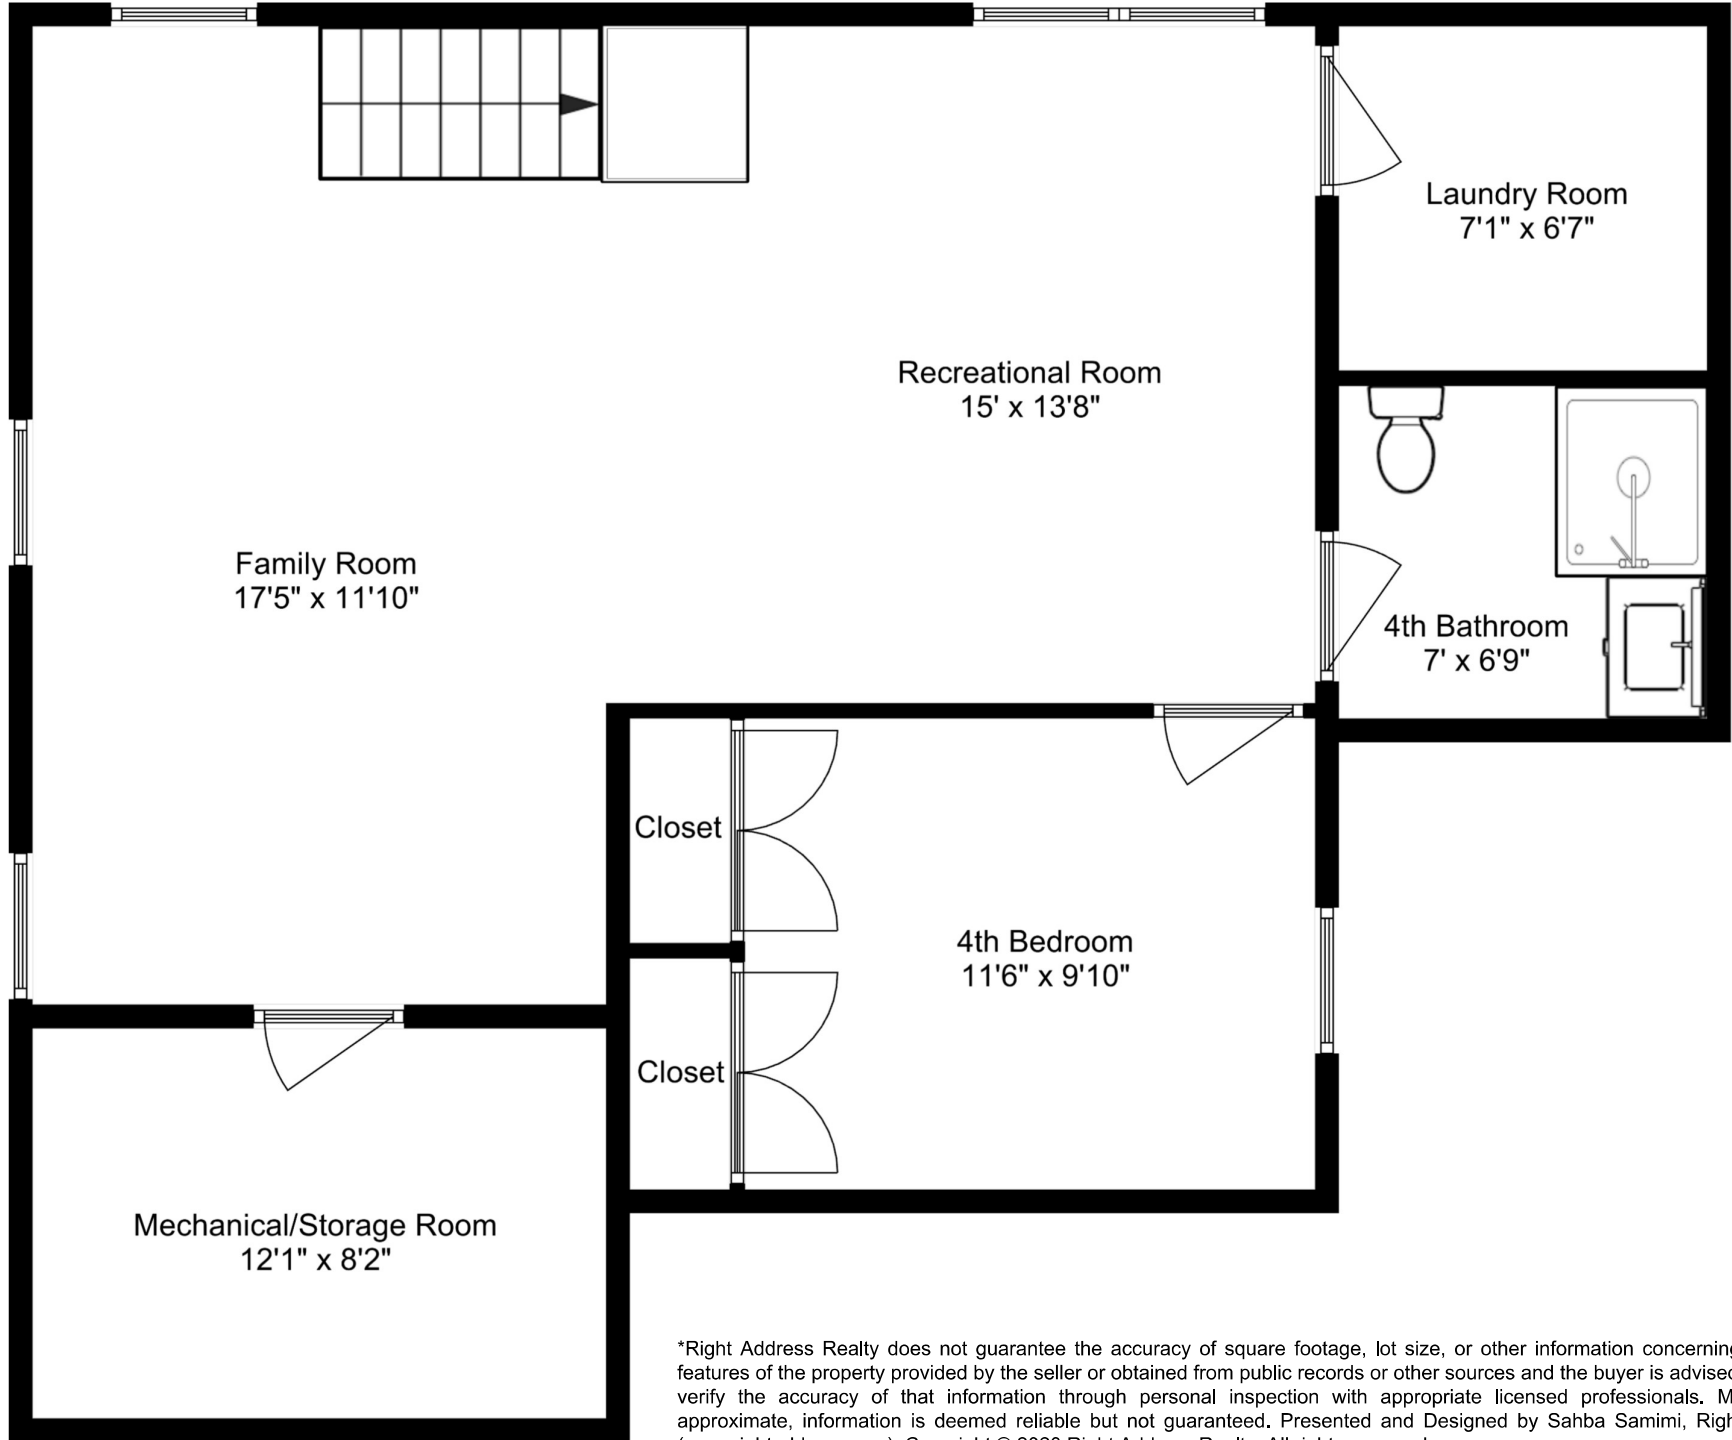 Laundry Room
7'1" x 6'7"
Recreational Room
15' x 13'8"
Family Room
17'5" x 11'10"
4th Bathroom
7' x 6'9"
Closet
4th Bedroom
11'6" x 9'10"
Closet
Mechanical/Storage Room
12'1" x 8'2"
*Right Address Realty does not guarantee the accuracy of square footage, lot size, or other information concerning
features of the property provided by the seller or obtained from public records or other sources and the buyer is advised
verify the accuracy of that information through personal inspection with appropriate licensed professionals.
approximate, information is deemed reliable but not guaranteed. Presented and Designed by Sahba Samimi, Righ